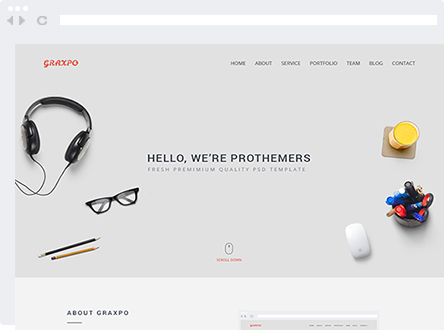 GRAXPO
HOME ABOUT SERVICE PORTFOLIO TEAM BLOG CONTACT
HELLO, WE'RE PROTHEMERS
FRESH PREMIMIUM QUALITY PSD TEMPLATE
SCROLL DOWN
ABOUT GRAXPO
GRAXPO